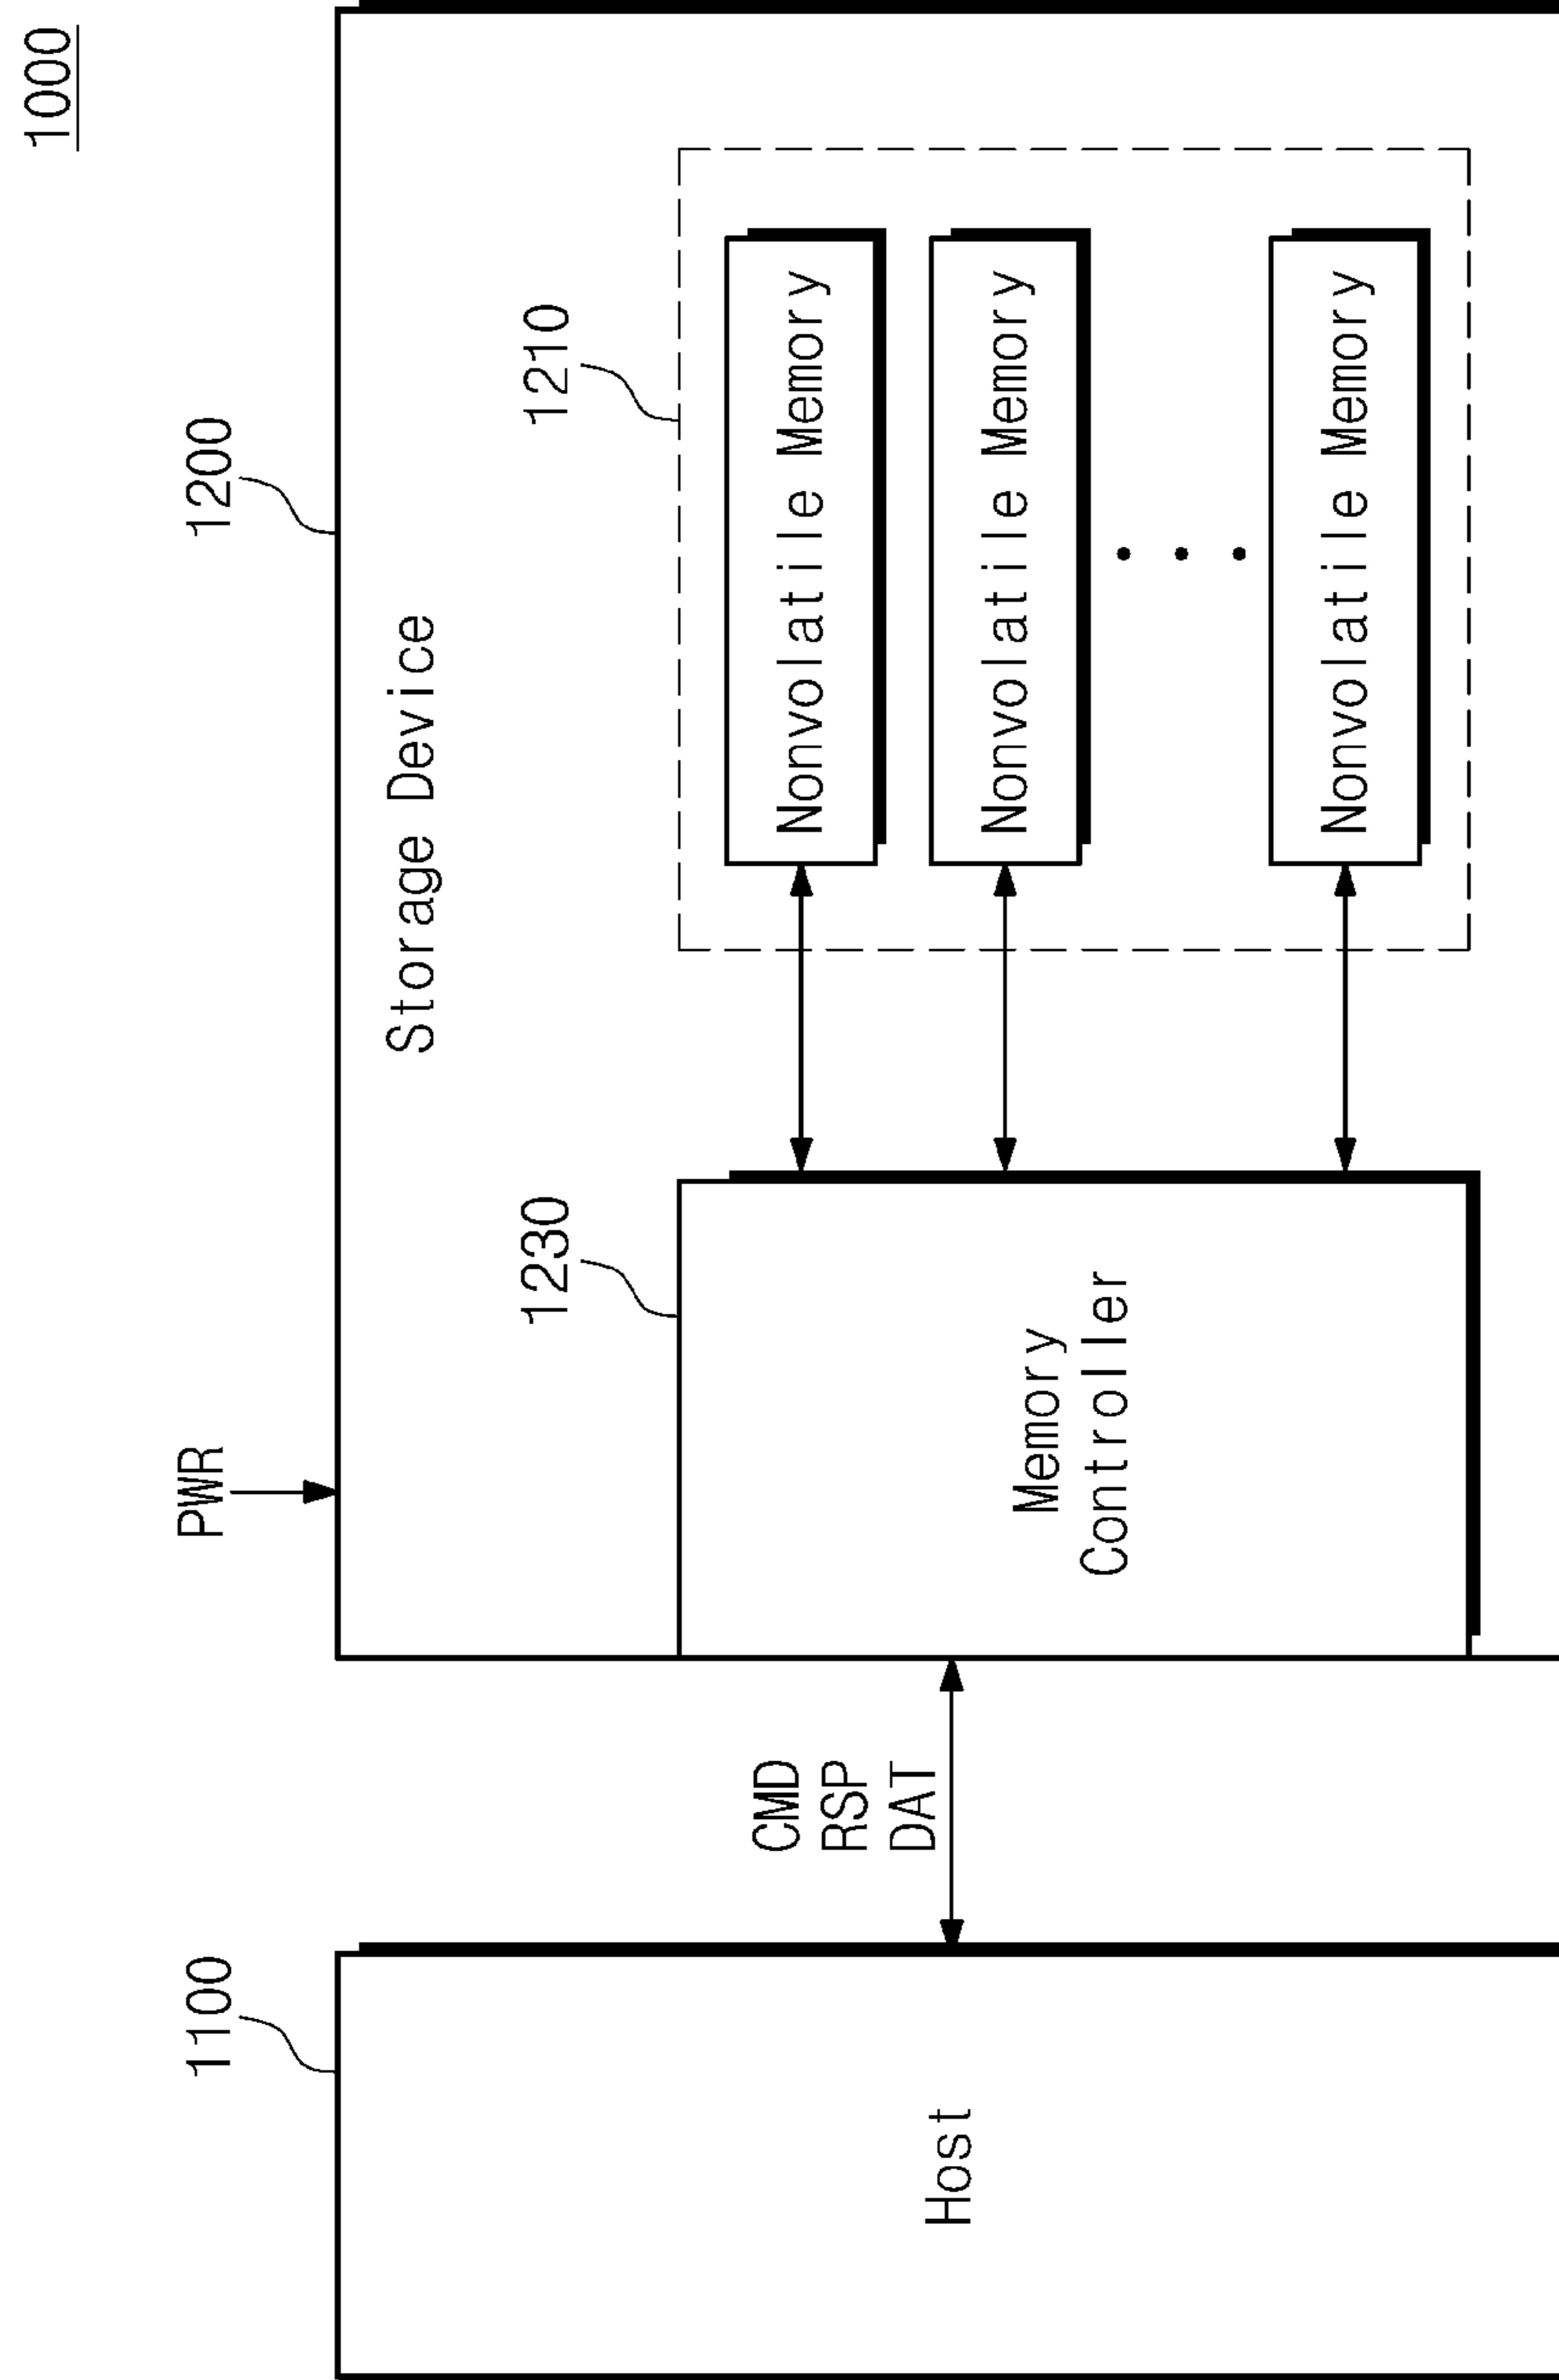 1000
1100
1200
PWR
Storage Device
1230
1210
Host
CMD
RSP
DAT
Memory
Controller
Nonvolatile Memory
Nonvolatile Memory
Nonvolatile Memory